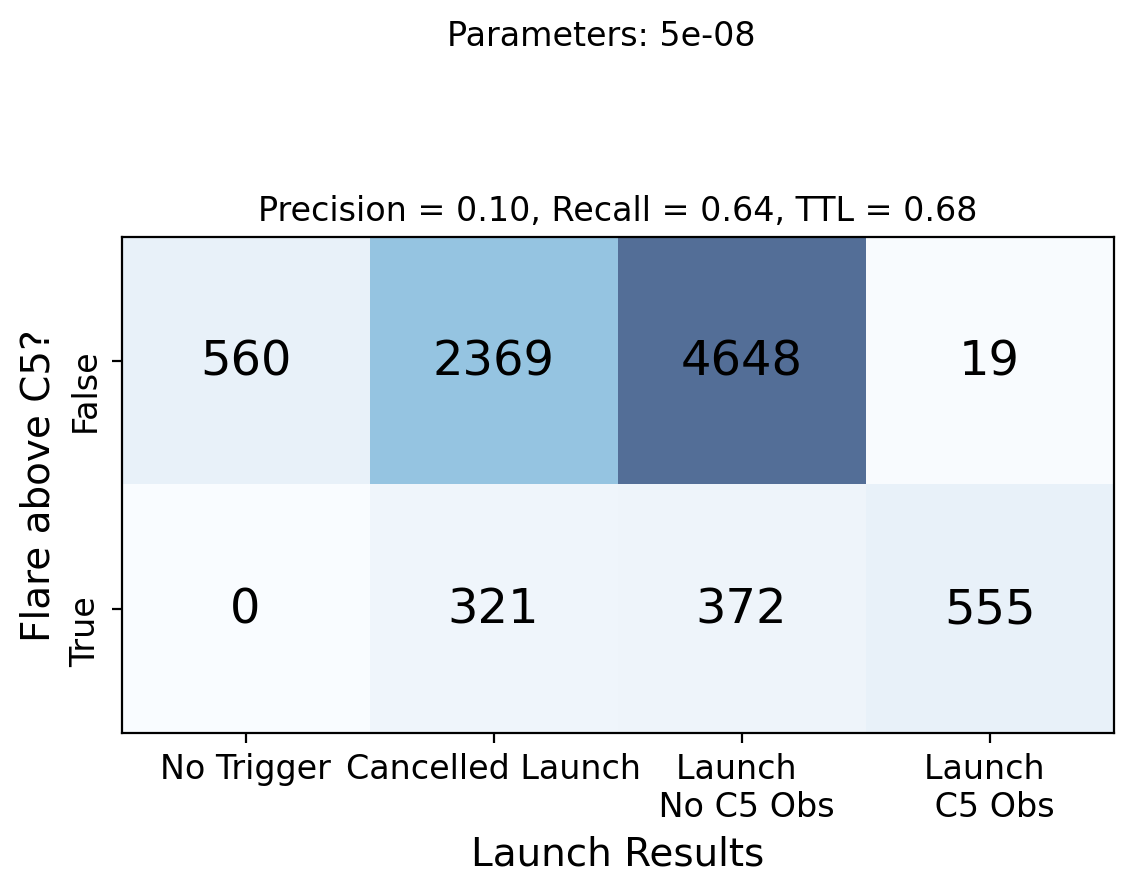 Parameters: 5e-08
Precision = 0.10, Recall = 0.64, TTL = 0.68
Flare above C5?
False
560
2369
4648
19
True
0
321
372
555
No Trigger
Cancelled Launch
Launch
No C5 Obs
Launch
C5 Obs
Launch Results